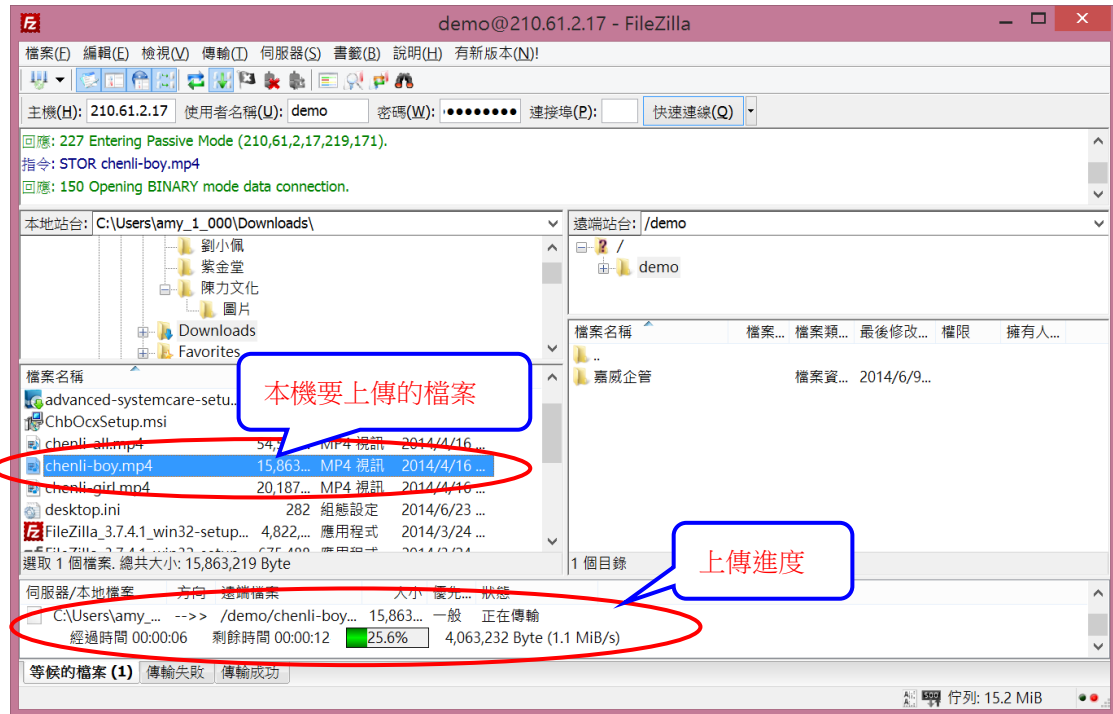 demo@210.61.2.17 - FileZilla
檔案(F) 編輯(E) 檢視(V) 傳輸(T) 伺服器(S) 書籤(B) 說明(H) 有新版本(N)!
主機(H): 210.61.2.17 使用者名稱(U): demo 密碼(W): ●●●●●●●● 連接埠(P): 快速連線(Q)
回應: 227 Entering Passive Mode (210,61,2,17,219,171).
指令: STOR chenli-boy.mp4
回應: 150 Opening BINARY mode data connection.
本地站台: C:\Users\amy_1_000\Downloads\
劉小佩
紫金堂
陳力文化
圖片
Downloads
Favorites
遠端站台: /demo
/
demo
檔案名稱
advanced-systemcare-setu...
ChbOcxSetup.msi
chenli-all.mp4 54,5... MP4 視訊 2014/4/16 ...
chenli-boy.mp4 15,863... MP4 視訊 2014/4/16 ...
chenli-girl.mp4 20,187... MP4 視訊 2014/4/16 ...
desktop.ini 282 組態設定 2014/6/23 ...
FileZilla_3.7.4.1_win32-setup... 4,822,... 應用程式 2014/3/24 ...
選取 1 個檔案. 總共大小: 15,863,219 Byte
本機要上傳的檔案
檔案名稱 檔案... 檔案類... 最後修改... 權限 擁有人...
..
嘉威企管 檔案資... 2014/6/9...
1 個目錄
上傳進度
伺服器/本地檔案 方向 遠端檔案 大小 優先... 狀態
C:\Users\amy_... -->> /demo/chenli-boy... 15,863... 一般 正在傳輸
經過時間 00:00:06 剩餘時間 00:00:12 25.6% 4,063,232 Byte (1.1 MiB/s)
等候的檔案 (1) 傳輸失敗 傳輸成功
佇列: 15.2 MiB